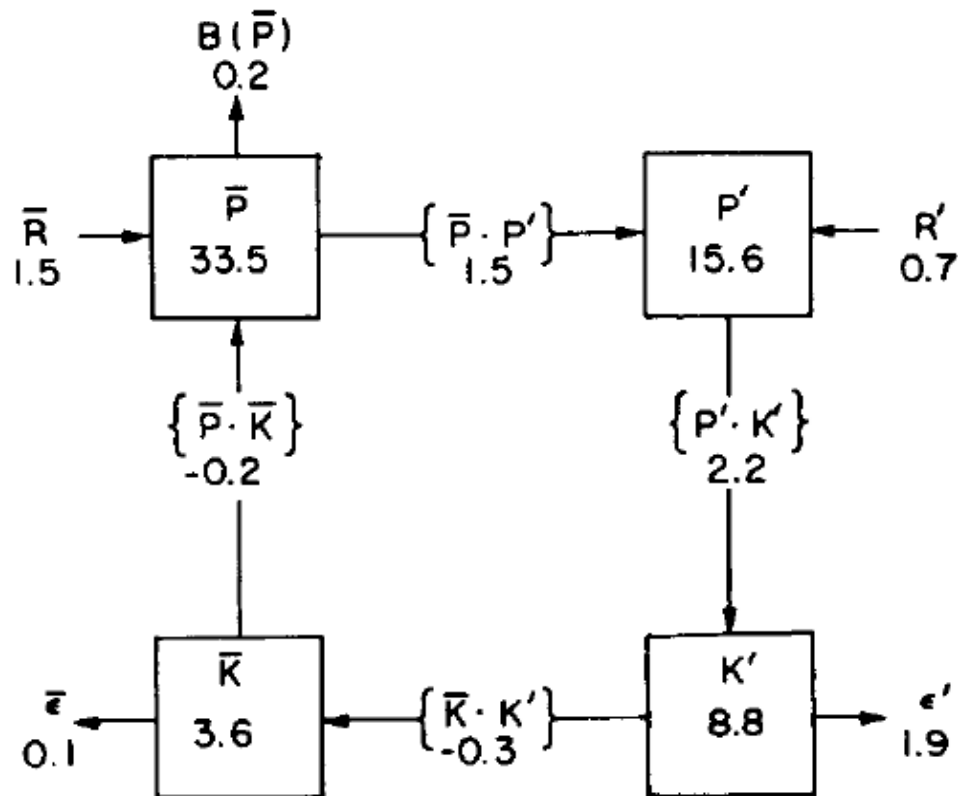 B(P̅)
0.2
P̅
33.5
R̅
1.5
{P̅ · P′}
1.5
P′
15.6
R′
0.7
{P̅ · K̅}
-0.2
{P′ · K′}
2.2
K̅
3.6
ϵ̅
0.1
{K̅ · K′}
-0.3
K′
8.8
ϵ′
1.9